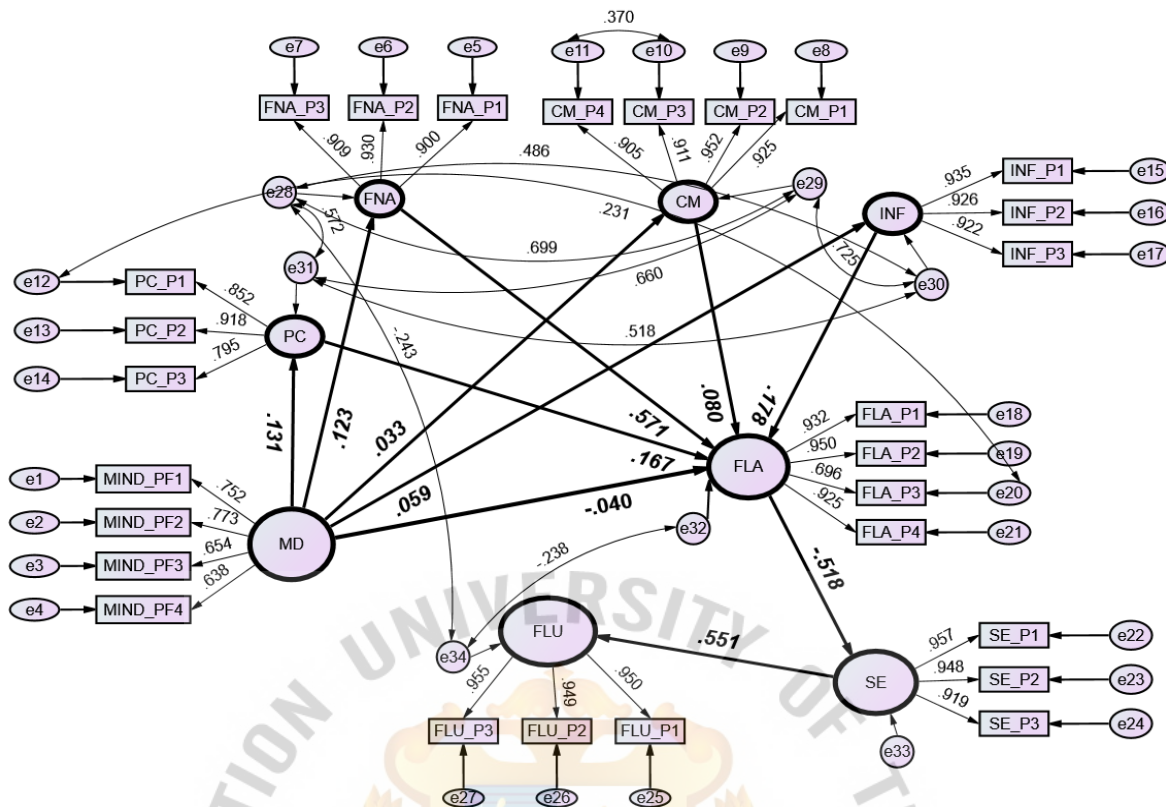 .370
e7 e6 e5 e11 e10 e9 e8
FNA_P3 FNA_P2 FNA_P1 CM_P4 CM_P3 CM_P2 CM_P1
.909 .930 .900 .905 .911 .952 .925
.486
e28 FNA CM e29 INF
.935 INF_P1 e15
.926 INF_P2 e16
.922 INF_P3 e17
.572 .231 .699 .725
e31 .660 e30
e12 PC_P1 .852
e13 PC_P2 .918 PC .518
e14 PC_P3 .795
-.243
.131 .123 .033 .571 .080 .178
.167
.059 -.040
FLA
.932 FLA_P1 e18
.950 FLA_P2 e19
.696 FLA_P3 e20
.925 FLA_P4 e21
e1 MIND_PF1 .752
e2 MIND_PF2 .773
e3 MIND_PF3 .654
e4 MIND_PF4 .638
MD
e32
-.238
-.518
e34 FLU .551 SE
.957 SE_P1 e22
.948 SE_P2 e23
.919 SE_P3 e24
.955 .949 .950
FLU_P3 FLU_P2 FLU_P1
e33
e27 e26 e25
TION UNIVERSITY OF T